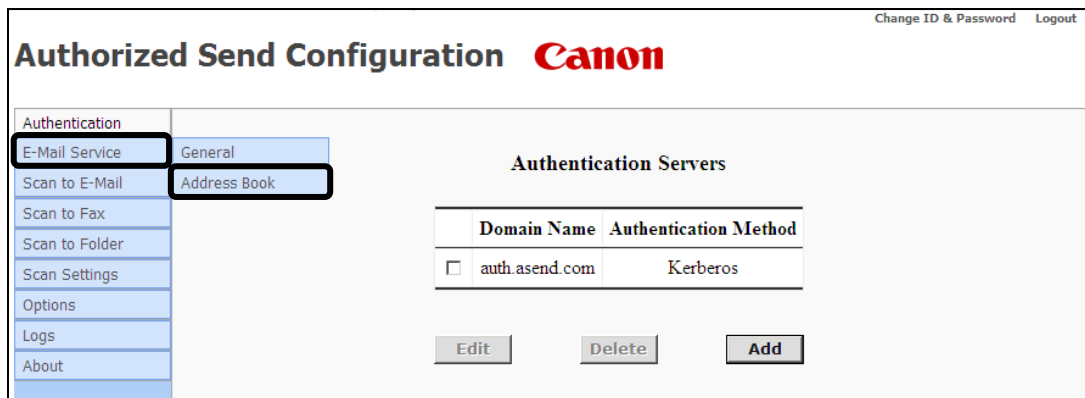 Change ID & Password Logout
Authorized Send Configuration Canon
Authentication
E-Mail Service
General
Scan to E-Mail
Address Book
Scan to Fax
Scan to Folder
Scan Settings
Options
Logs
About
Authentication Servers
Domain Name Authentication Method
auth.asend.com Kerberos
Edit Delete Add